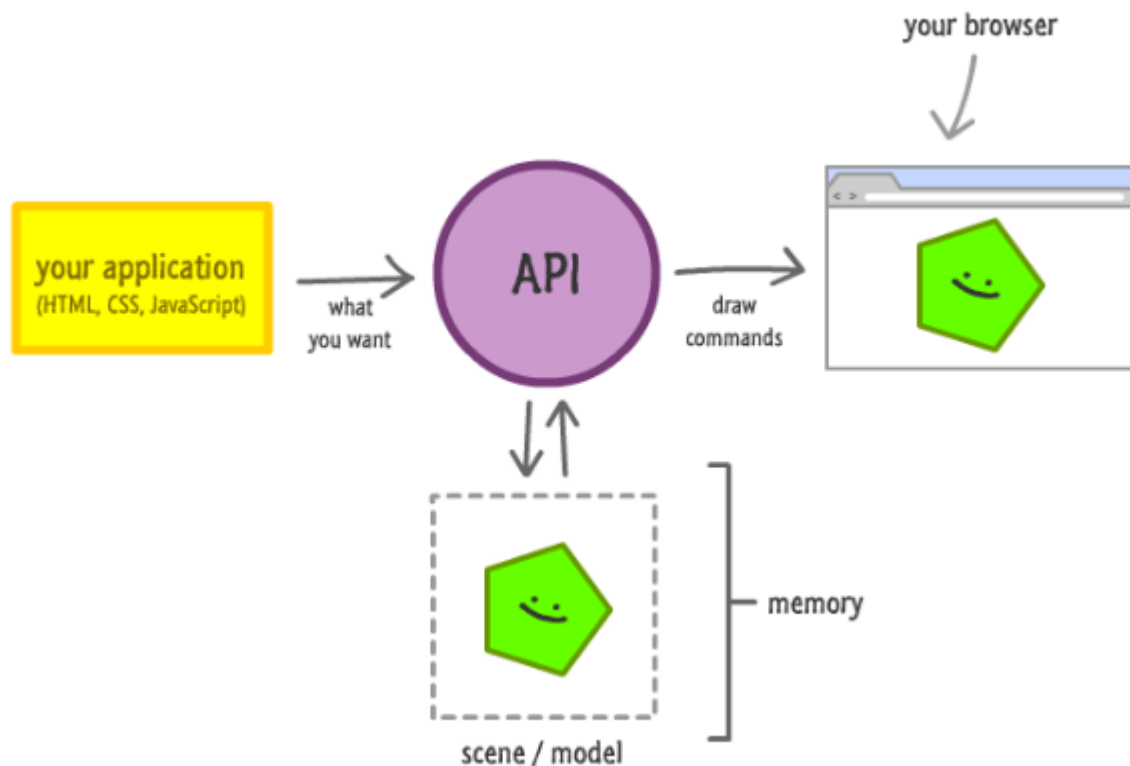 your browser
your application
(HTML, CSS, JavaScript)
what
you want
API
draw
commands
< >
memory
scene / model